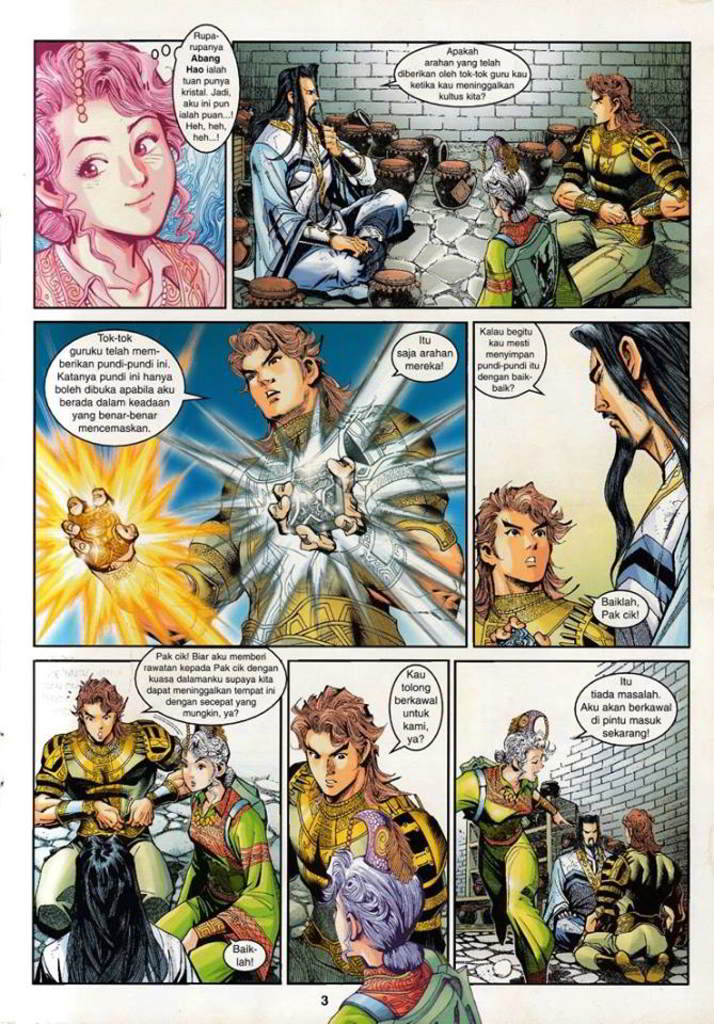 Rupa-
rupanya
Abang
Hao ialah
tuan punya
kristal. Jadi,
aku ini pun
ialah puan...!
Heh, heh,
heh...!
Apakah
arahan yang telah
diberikan oleh tok-tok guru kau
ketika kau meninggalkan
kultus kita?
Tok-tok
guruku telah mem-
berikan pundi-pundi ini.
Katanya pundi ini hanya
boleh dibuka apabila aku
berada dalam keadaan
yang benar-benar
mencemaskan.
Itu
saja arahan
mereka!
Kalau begitu
kau mesti
menyimpan
pundi-pundi itu
dengan baik-
baik?
Baiklah,
Pak cik!
Pak cik! Biar aku memberi
rawatan kepada Pak cik dengan
kuasa dalamanku supaya kita
dapat meninggalkan tempat ini
dengan secepat yang
mungkin, ya?
Baik-
lah!
Kau
tolong
berkawal
untuk
kami,
ya?
Itu
tiada masalah.
Aku akan berkawal
di pintu masuk
sekarang!
3